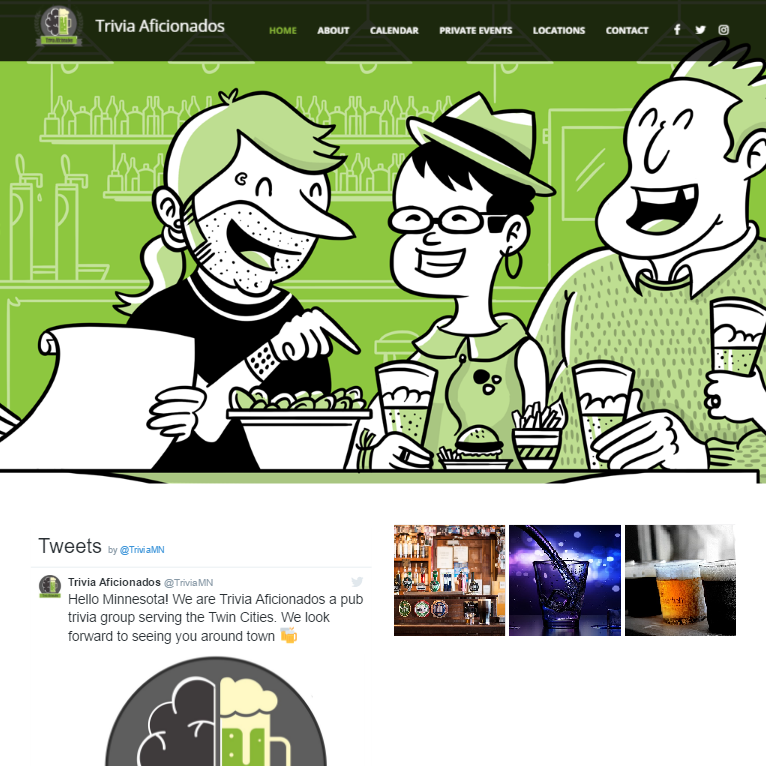 Trivia Aficionados
HOME ABOUT CALENDAR PRIVATE EVENTS LOCATIONS CONTACT
Tweets by @TriviaMN
Trivia Aficionados @TriviaMN
Hello Minnesota! We are Trivia Aficionados a pub
trivia group serving the Twin Cities. We look
forward to seeing you around town